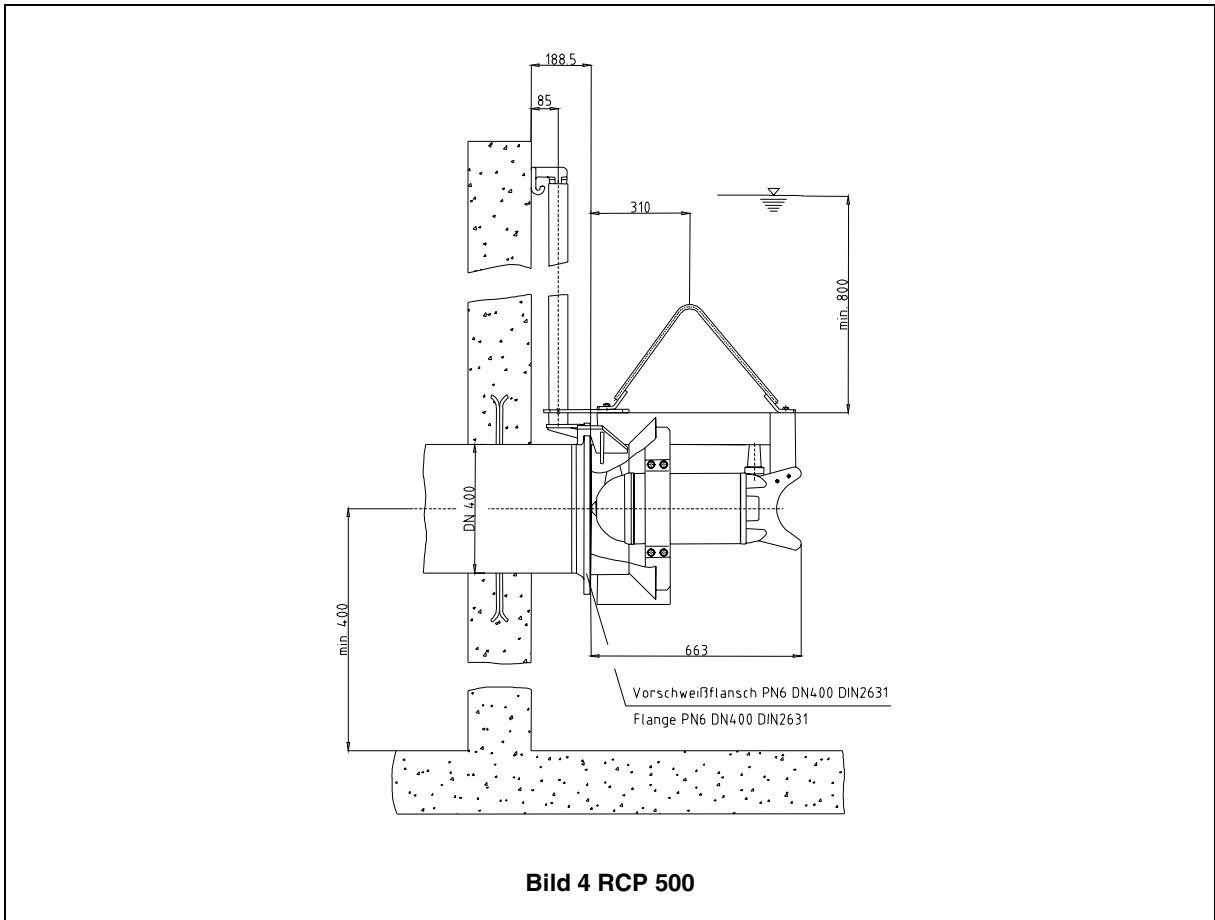 188.5
85
310
min. 800
DN 400
min. 400
663
Vorschweißflansch PN6 DN400 DIN2631
Flange PN6 DN400 DIN2631
Bild 4 RCP 500